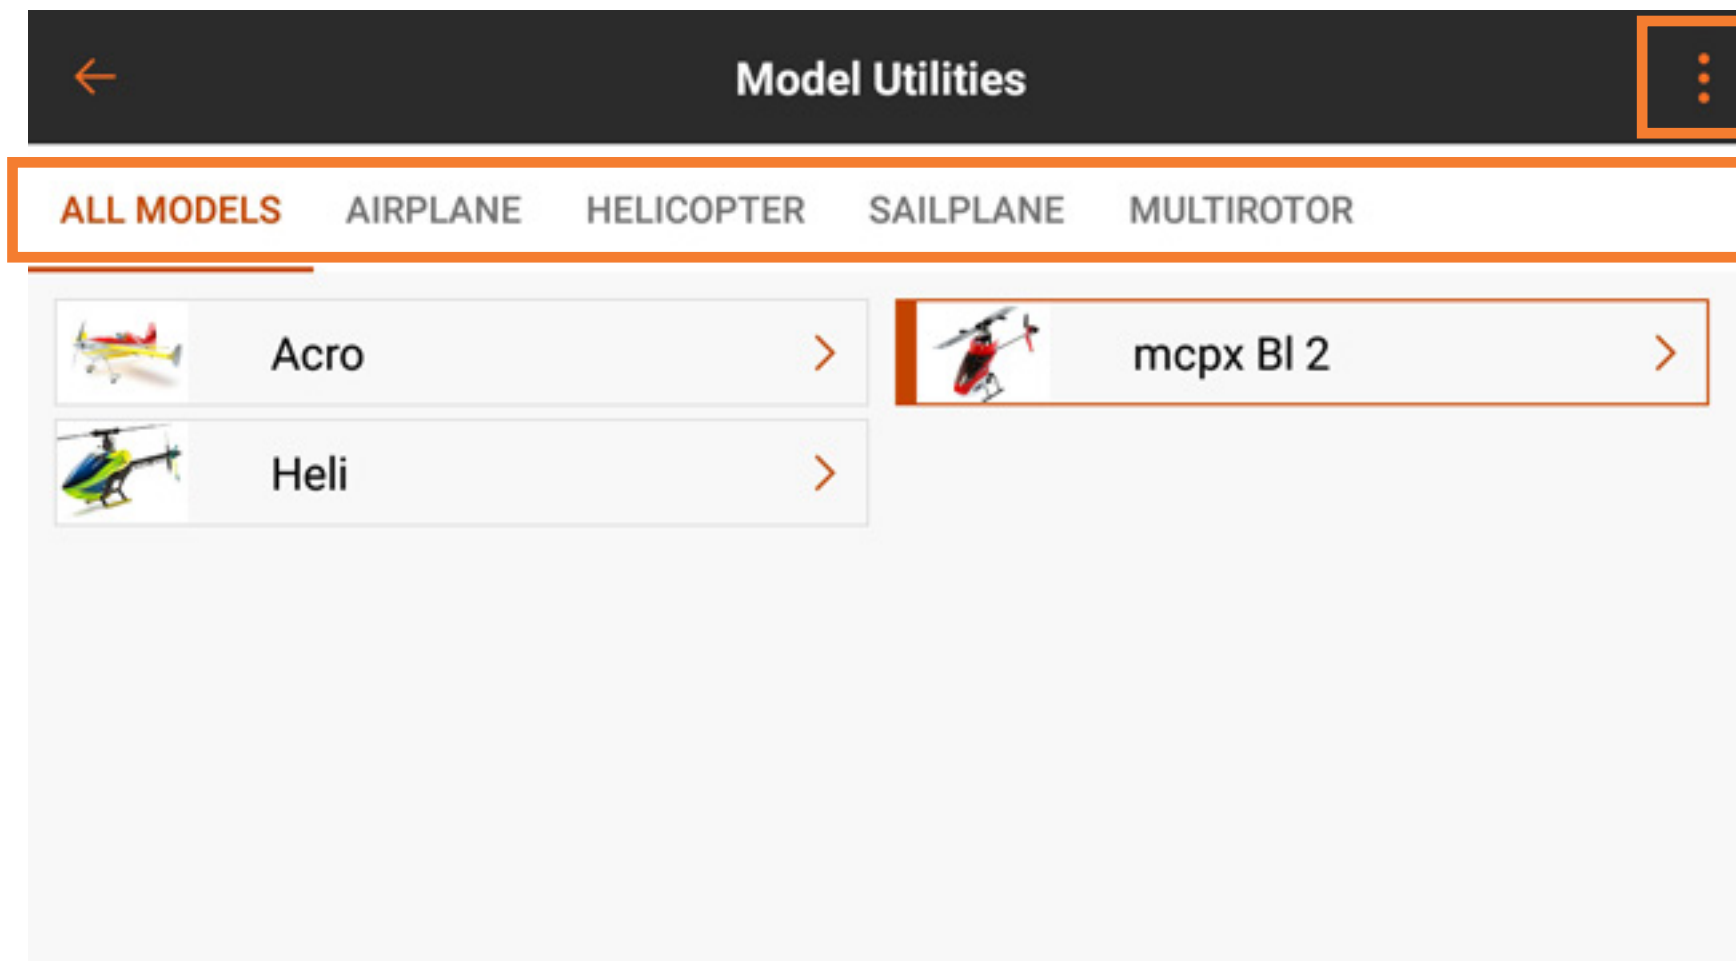 Model Utilities
ALL MODELS AIRPLANE HELICOPTER SAILPLANE MULTIROTOR
Acro
mcpx Bl 2
Heli